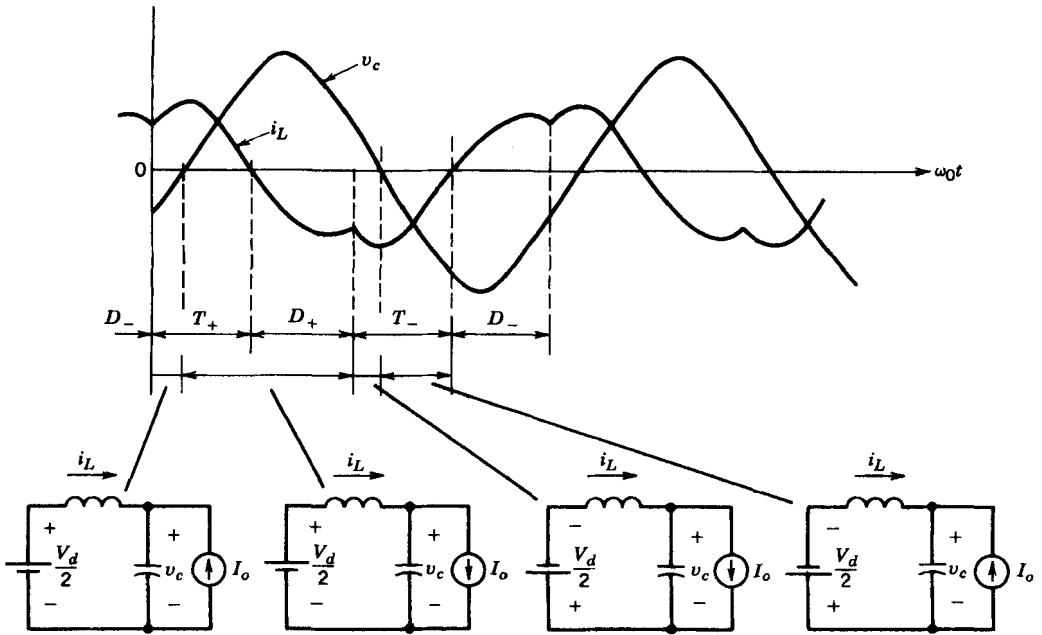 v_c
i_L
0
ω₀t
D₋ T₊ D₊ T₋ D₋
i_L i_L i_L i_L
+ + − −
V_d/2 + v_c − I_o V_d/2 + v_c − I_o V_d/2 + v_c − I_o V_d/2 + v_c − I_o
− − + +